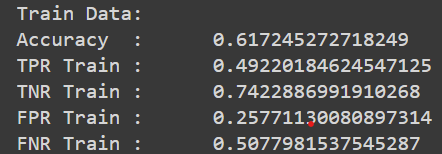 Train Data:
Accuracy : 0.617245272718249
TPR Train : 0.49220184624547125
TNR Train : 0.7422886991910268
FPR Train : 0.25771130080897314
FNR Train : 0.5077981537545287